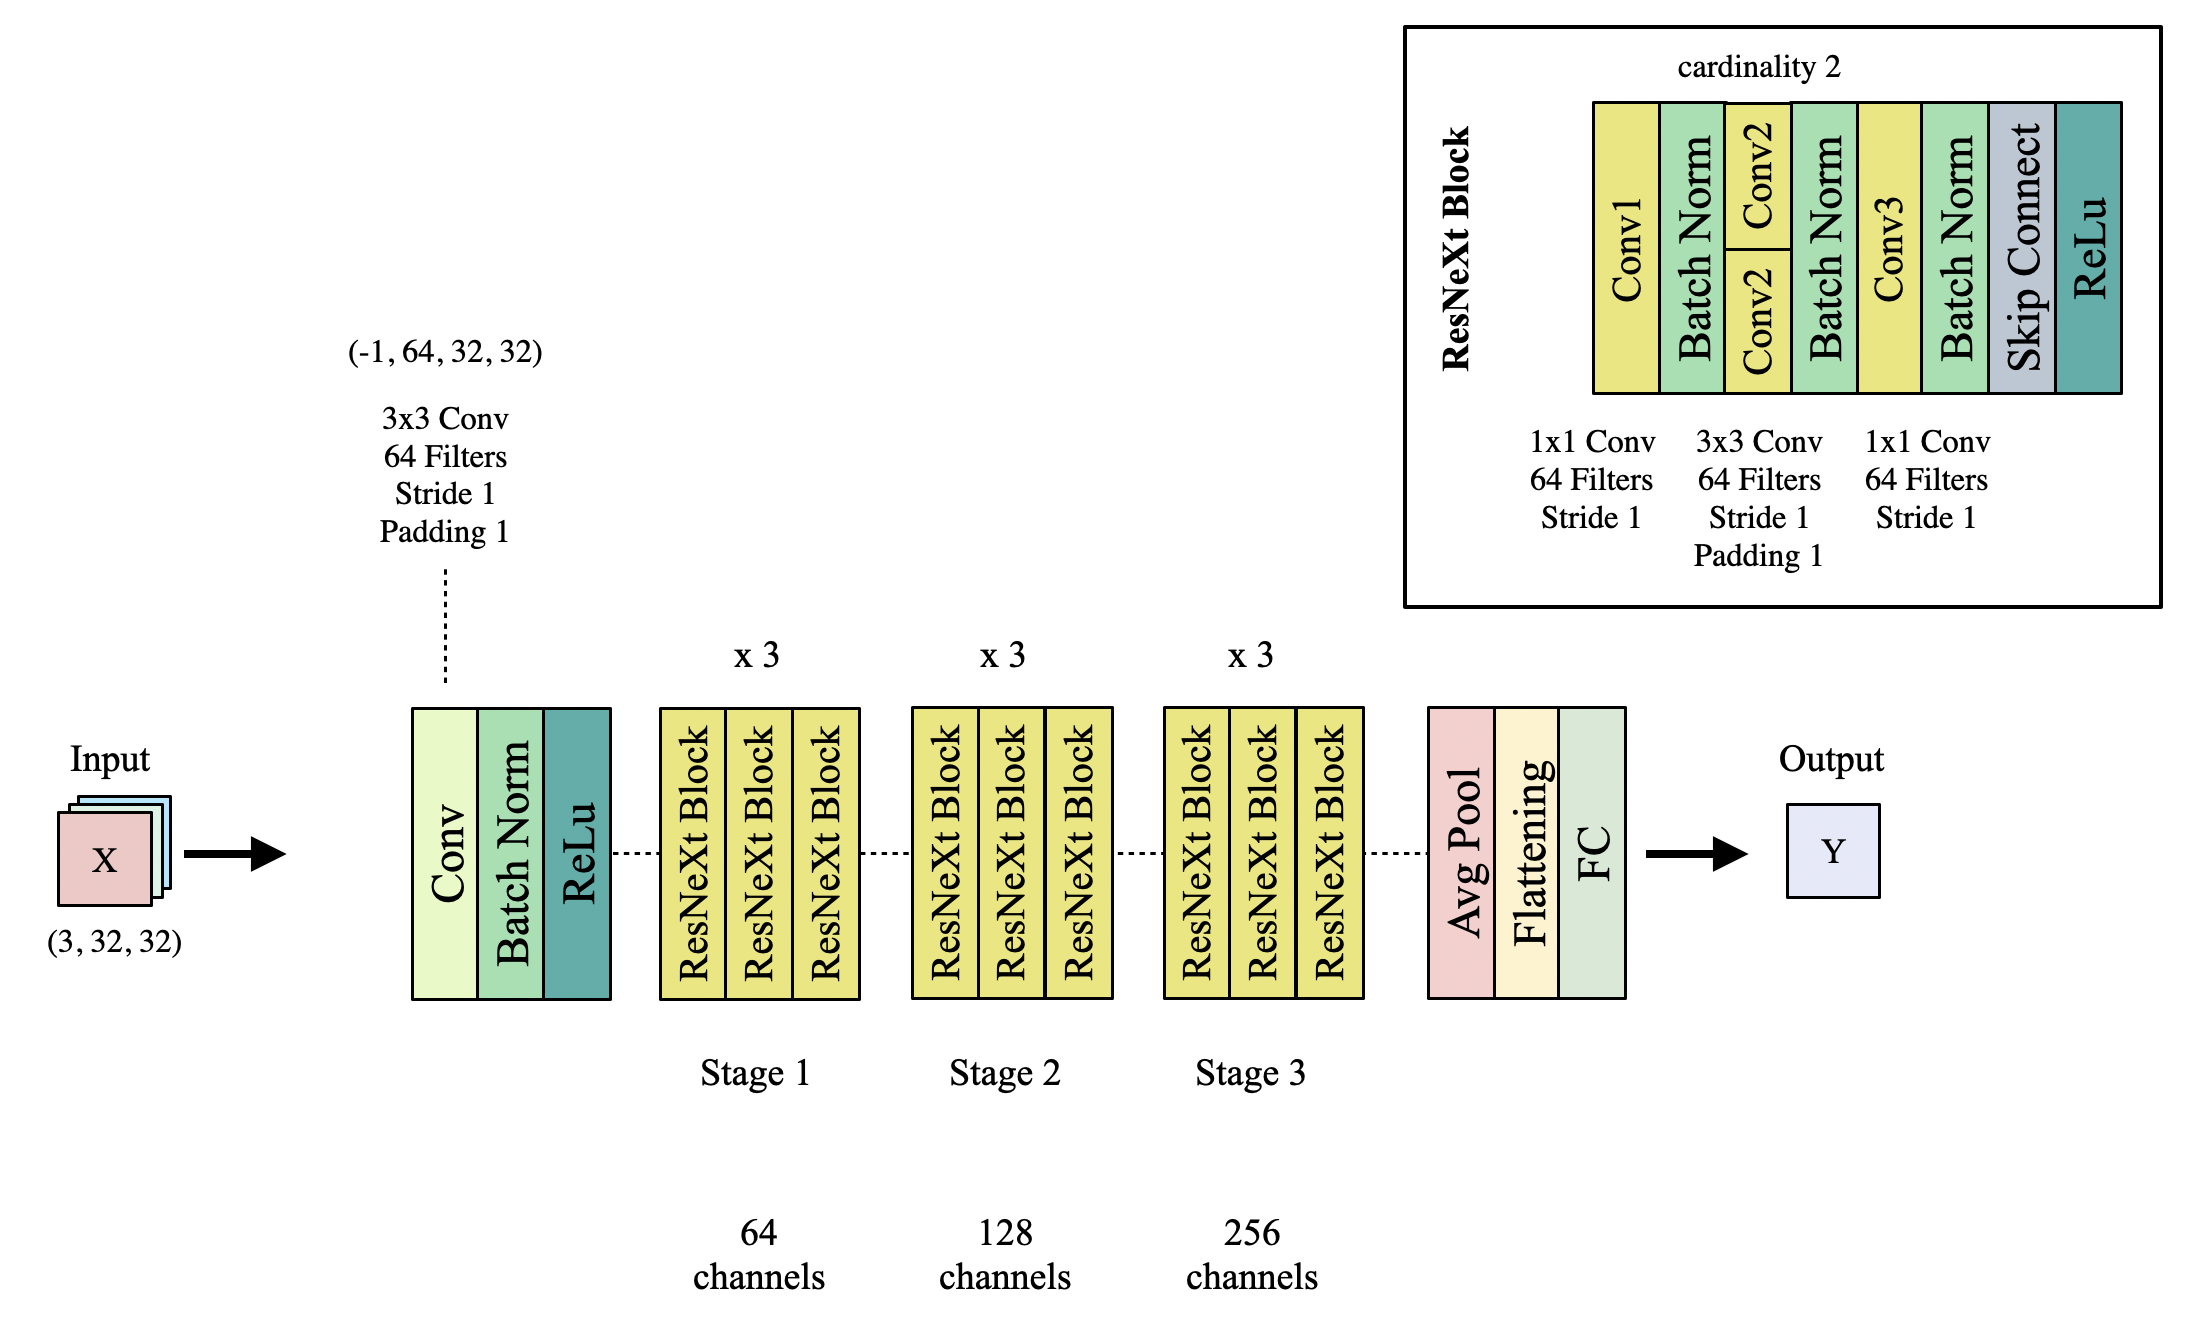 cardinality 2
ResNeXt Block
Conv1
Batch Norm
Conv2
Conv2
Batch Norm
Conv3
Batch Norm
Skip Connect
ReLu
1x1 Conv
64 Filters
Stride 1
3x3 Conv
64 Filters
Stride 1
Padding 1
1x1 Conv
64 Filters
Stride 1
(-1, 64, 32, 32)
3x3 Conv
64 Filters
Stride 1
Padding 1
x 3
x 3
x 3
Input
X
(3, 32, 32)
Conv
Batch Norm
ReLu
ResNeXt Block
ResNeXt Block
ResNeXt Block
ResNeXt Block
ResNeXt Block
ResNeXt Block
ResNeXt Block
ResNeXt Block
ResNeXt Block
Avg Pool
Flattening
FC
Output
Y
Stage 1
Stage 2
Stage 3
64
channels
128
channels
256
channels